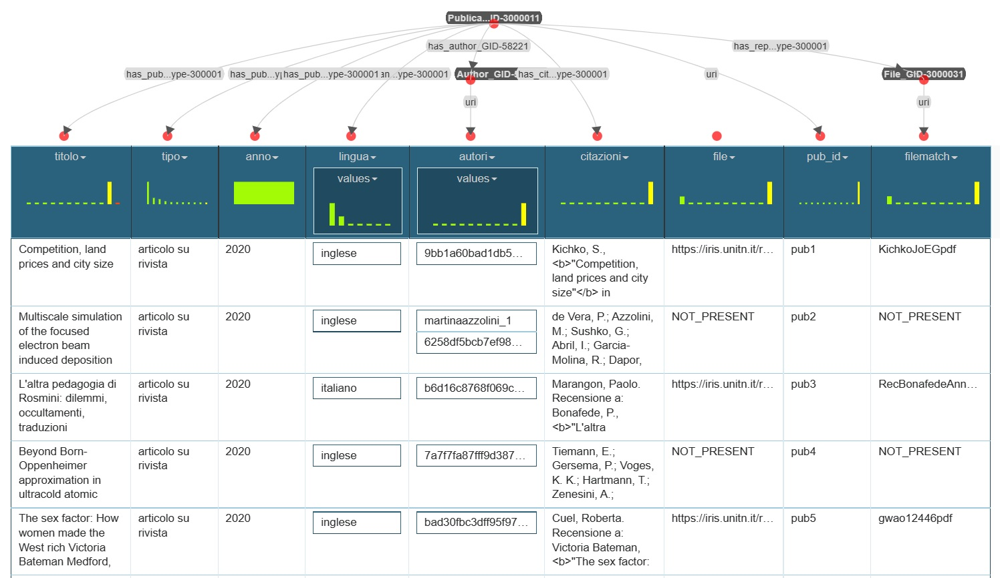 Publica...ID-3000011
has_author_GID-58221
has_rep...ype-300001
has_pub...ype-300001
has_pub...y
has_pub...ype-300001
an...ype-300001
Author_GID-
has_cit...ype-300001
uri
File_GID-3000031
uri
uri
titolo tipo anno lingua autori citazioni file pub_id filematch
values values
Competition, land
prices and city size
articolo su
rivista
2020
inglese
9bb1a60bad1db5…
Kichko, S.,
<b>"Competition,
land prices and city
size"</b> in
https://iris.unitn.it/r…
pub1
KichkoJoEGpdf
Multiscale simulation
of the focused
electron beam
induced deposition
articolo su
rivista
2020
inglese
martinaazzolini_1
6258df5bcb7ef98…
de Vera, P.; Azzolini,
M.; Sushko, G.;
Abril, I.; Garcia-
Molina, R.; Dapor,
NOT_PRESENT
pub2
NOT_PRESENT
L'altra pedagogia di
Rosmini: dilemmi,
occultamenti,
traduzioni
articolo su
rivista
2020
italiano
b6d16c8768f069c…
Marangon, Paolo.
Recensione a:
Bonafede, P.,
<b>"L'altra
https://iris.unitn.it/r…
pub3
RecBonafedeAnn…
Beyond Born-
Oppenheimer
approximation in
ultracold atomic
articolo su
rivista
2020
inglese
7a7f7fa87fff9d387…
Tiemann, E.;
Gersema, P.; Voges,
K. K.; Hartmann, T.;
Zenesini, A.;
NOT_PRESENT
pub4
NOT_PRESENT
The sex factor: How
women made the
West rich Victoria
Bateman Medford,
articolo su
rivista
2020
inglese
bad30fbc3dff95f97…
Cuel, Roberta.
Recensione a:
Victoria Bateman,
<b>"The sex factor:
https://iris.unitn.it/r…
pub5
gwao12446pdf